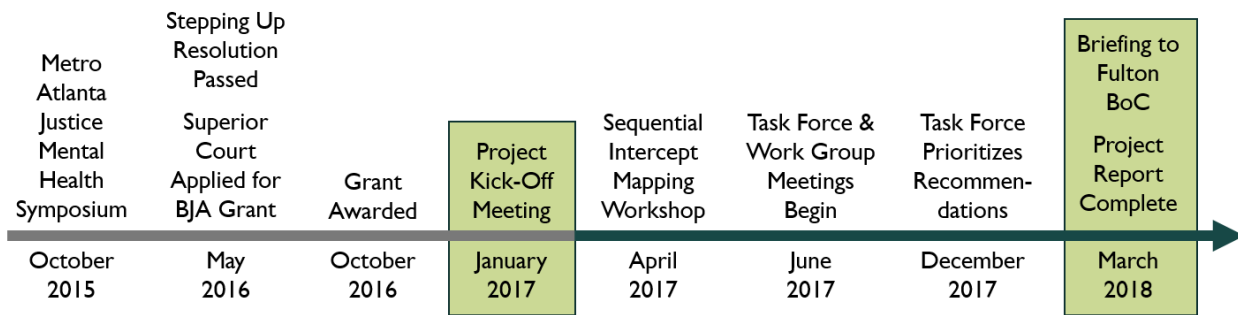 Metro
Atlanta
Justice
Mental
Health
Symposium
October
2015
Stepping Up
Resolution
Passed
Superior
Court
Applied for
BJA Grant
May
2016
Grant
Awarded
October
2016
Project
Kick-Off
Meeting
January
2017
Sequential
Intercept
Mapping
Workshop
April
2017
Task Force &
Work Group
Meetings
Begin
June
2017
Task Force
Prioritizes
Recommen-
dations
December
2017
Briefing to
Fulton
BoC
Project
Report
Complete
March
2018